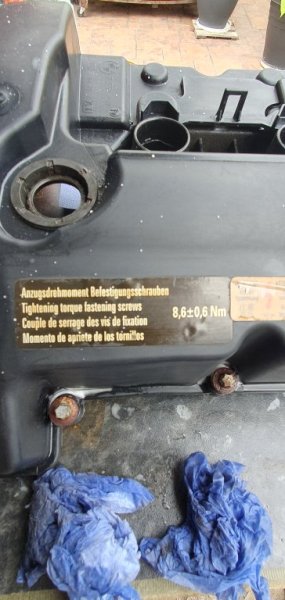 Anzugsdrehmoment Befestigungsschrauben
Tightening torque fastening screws
Couple de serrage des vis de fixation
Momento de apriete de los tornillos
8,6±0,6 Nm